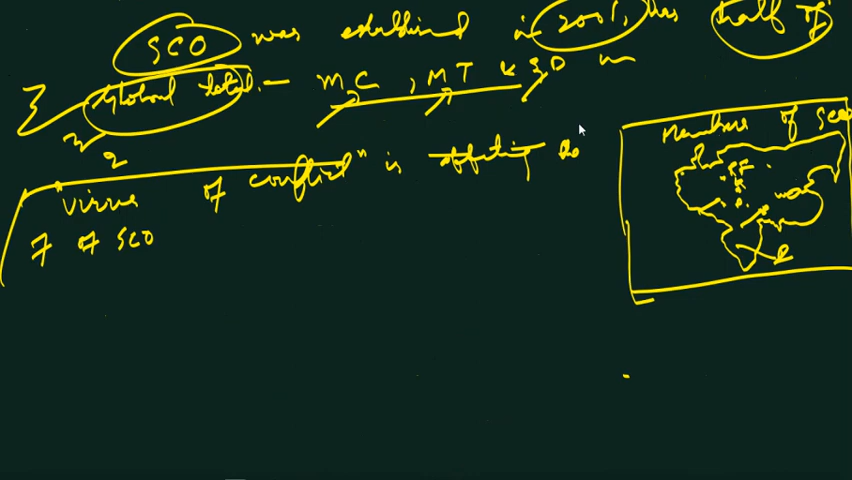 SCO was established in 2001, has half of
Global total - MC, MT &
"virus of conflict" is affecting the
7 of SCO
Members of SCO